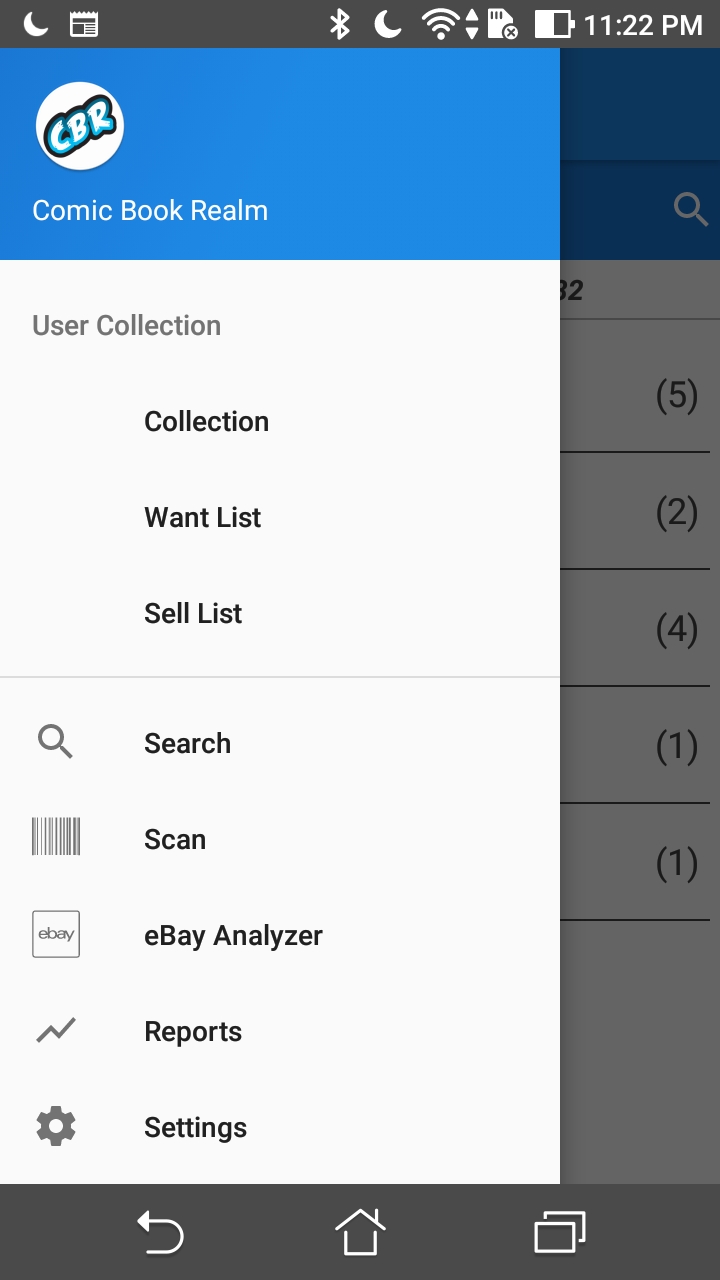 11:22 PM
CBR
Comic Book Realm
32
User Collection
(5)
Collection
Want List
(2)
Sell List
(4)
Search
(1)
Scan
(1)
ebay eBay Analyzer
Reports
Settings